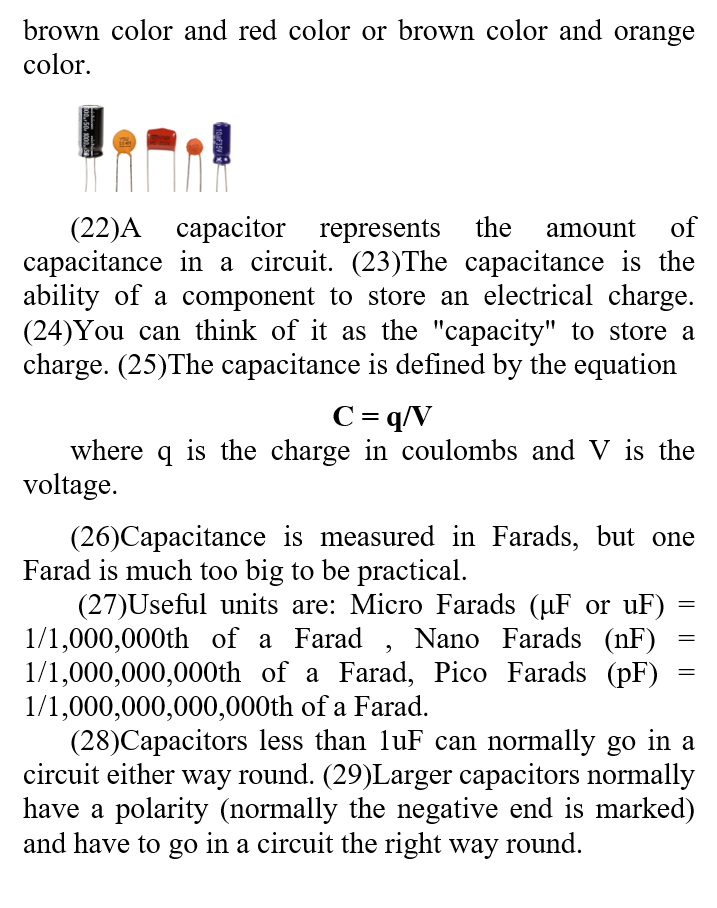 brown color and red color or brown color and orange
color.
(22)A capacitor represents the amount of
capacitance in a circuit. (23)The capacitance is the
ability of a component to store an electrical charge.
(24)You can think of it as the "capacity" to store a
charge. (25)The capacitance is defined by the equation
C = q/V
where q is the charge in coulombs and V is the
voltage.
(26)Capacitance is measured in Farads, but one
Farad is much too big to be practical.
(27)Useful units are: Micro Farads (μF or uF) =
1/1,000,000th of a Farad , Nano Farads (nF) =
1/1,000,000,000th of a Farad, Pico Farads (pF) =
1/1,000,000,000,000th of a Farad.
(28)Capacitors less than 1uF can normally go in a
circuit either way round. (29)Larger capacitors normally
have a polarity (normally the negative end is marked)
and have to go in a circuit the right way round.